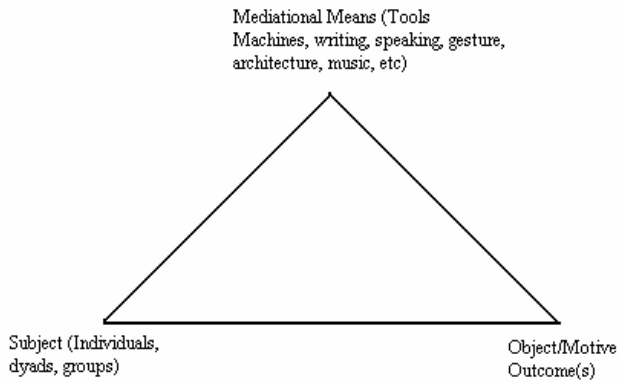 Mediational Means (Tools
Machines, writing, speaking, gesture,
architecture, music, etc)
Subject (Individuals,
dyads, groups)
Object/Motive
Outcome(s)